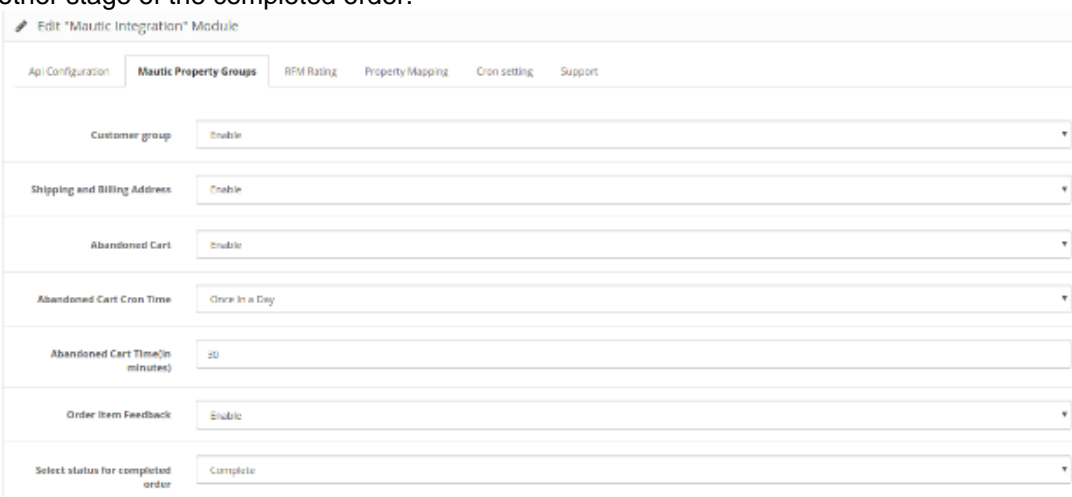 other stage of the completed order.
Edit "Mautic Integration" Module
Api Configuration Mautic Property Groups RFM Rating Property Mapping Cron setting Support
Customer group Enable
Shipping and Billing Address Enable
Abandoned Cart Enable
Abandoned Cart Cron Time Once In a Day
Abandoned Cart Time(in 30
minutes)
Order Item Feedback Enable
Select status for completed Complete
order